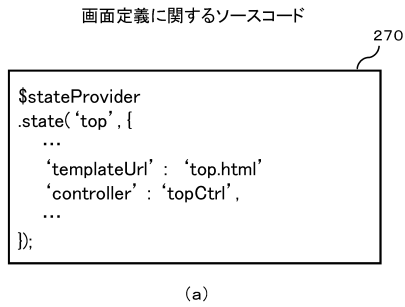 画面定義に関するソースコード
270
$stateProvider
.state(‘top’, {
…
‘templateUrl’ : ‘top.html’
‘controller’ : ‘topCtrl’,
…
});
(a)